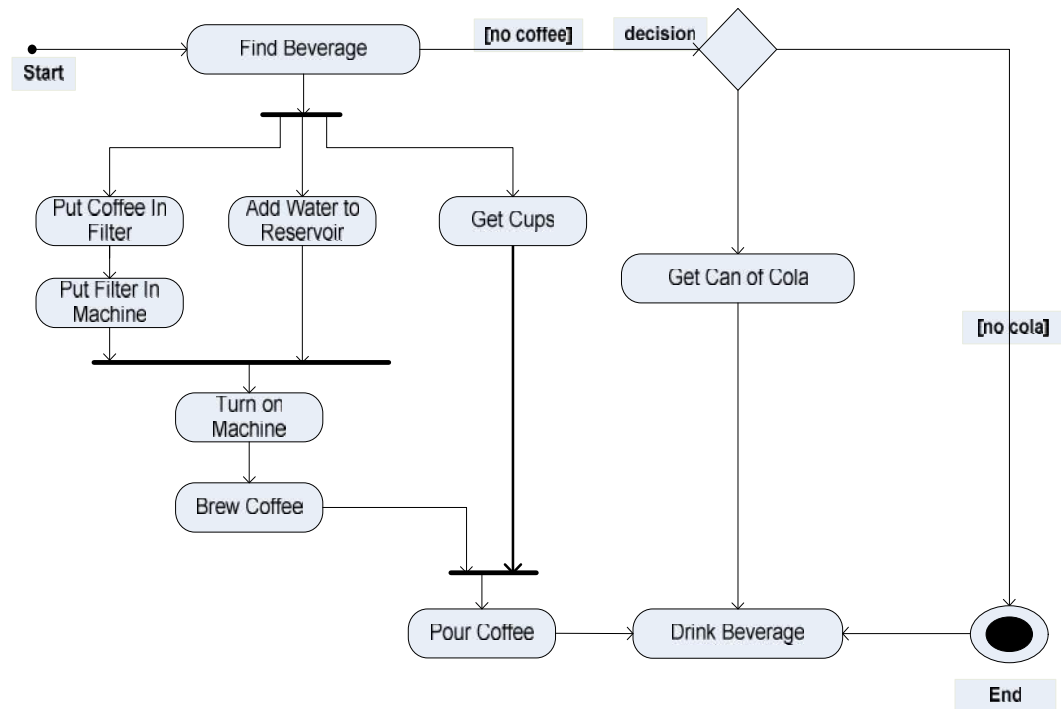 Find Beverage
[no coffee]
decision
Start
Put Coffee In
Filter
Add Water to
Reservoir
Get Cups
Get Can of Cola
Put Filter In
Machine
[no cola]
Turn on
Machine
Brew Coffee
Pour Coffee
Drink Beverage
End